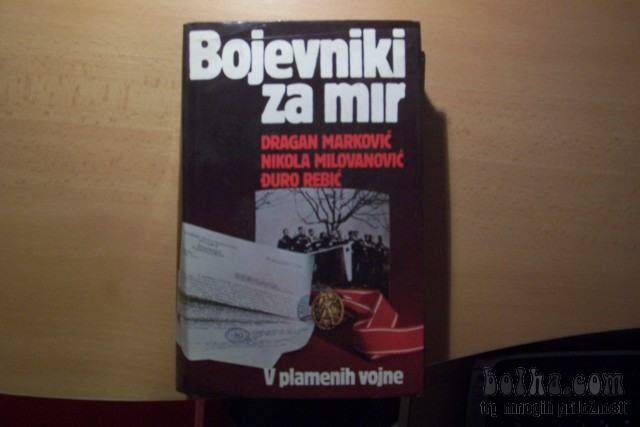 Bojevniki
za mir
DRAGAN MARKOVIĆ
NIKOLA MILOVANOVIĆ
ĐURO REBIĆ
V plamenih vojne
bolha.com
trg mnogih priložnosti